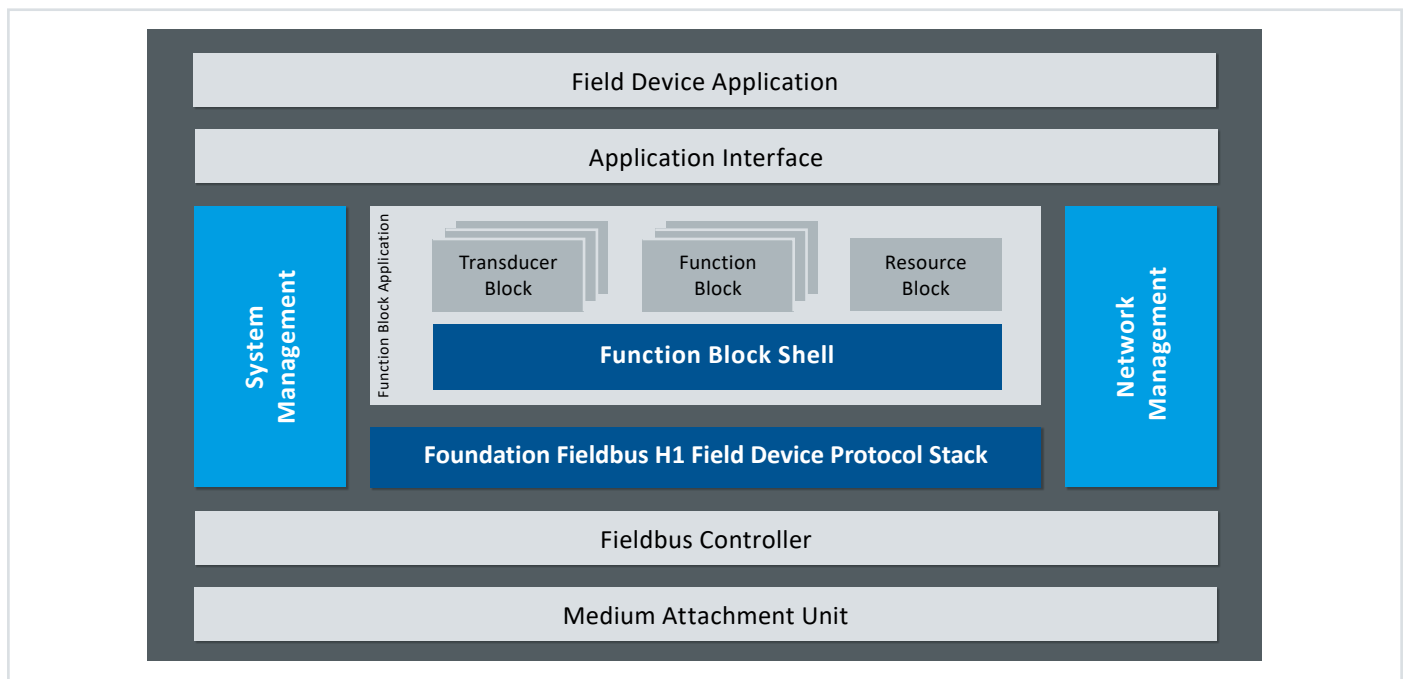 Field Device Application
Application Interface
System
Management
Function Block Application
Transducer
Block
Function
Block
Resource
Block
Function Block Shell
Network
Management
Foundation Fieldbus H1 Field Device Protocol Stack
Fieldbus Controller
Medium Attachment Unit